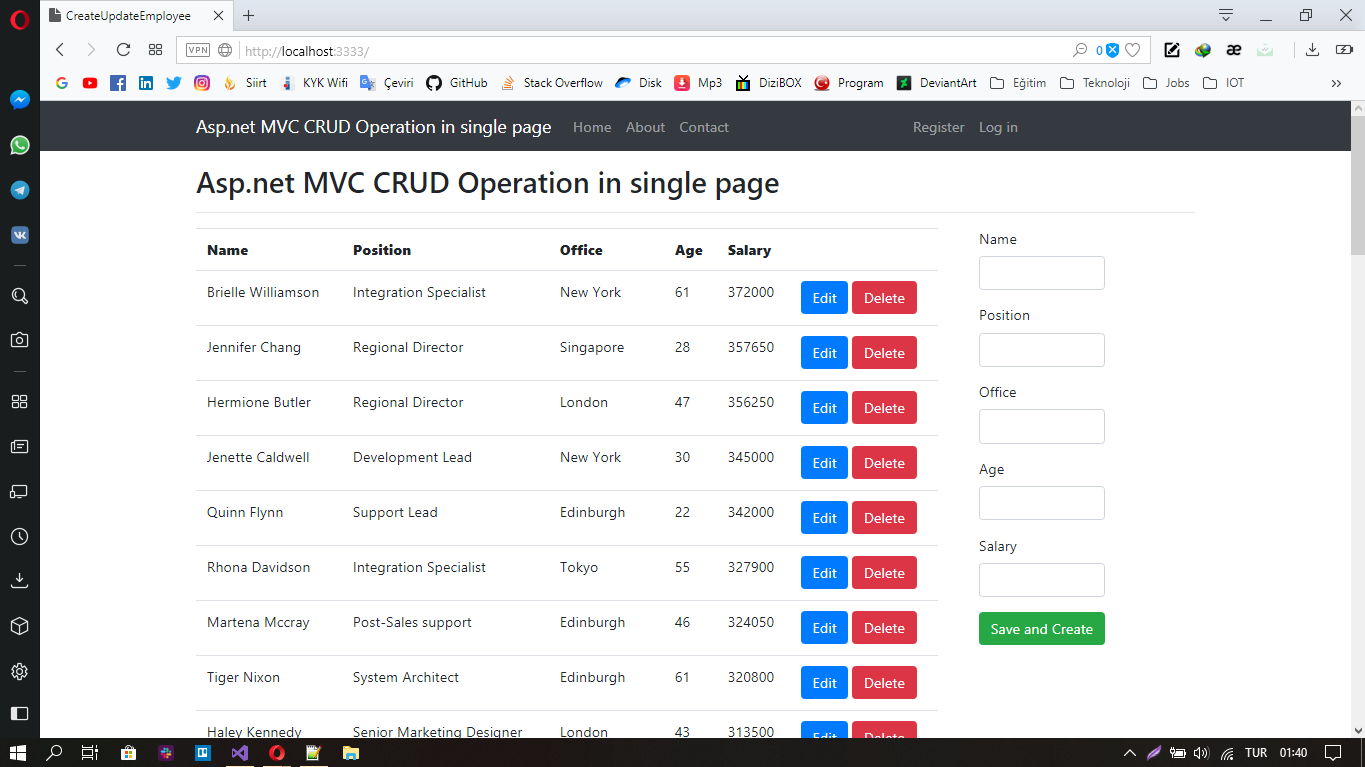 CreateUpdateEmployee
VPN http://localhost:3333/ 0 æ
G Siirt KYK Wifi Çeviri GitHub Stack Overflow Disk Mp3 DiziBOX Program DeviantArt Eğitim Teknoloji Jobs IOT
Asp.net MVC CRUD Operation in single page Home About Contact Register Log in
Asp.net MVC CRUD Operation in single page
Name Position Office Age Salary
Brielle Williamson Integration Specialist New York 61 372000 Edit Delete
Jennifer Chang Regional Director Singapore 28 357650 Edit Delete
Hermione Butler Regional Director London 47 356250 Edit Delete
Jenette Caldwell Development Lead New York 30 345000 Edit Delete
Quinn Flynn Support Lead Edinburgh 22 342000 Edit Delete
Rhona Davidson Integration Specialist Tokyo 55 327900 Edit Delete
Martena Mccray Post-Sales support Edinburgh 46 324050 Edit Delete
Tiger Nixon System Architect Edinburgh 61 320800 Edit Delete
Haley Kennedy Senior Marketing Designer London 43 313500 Edit Delete
Name
Position
Office
Age
Salary
Save and Create
TUR 01:40